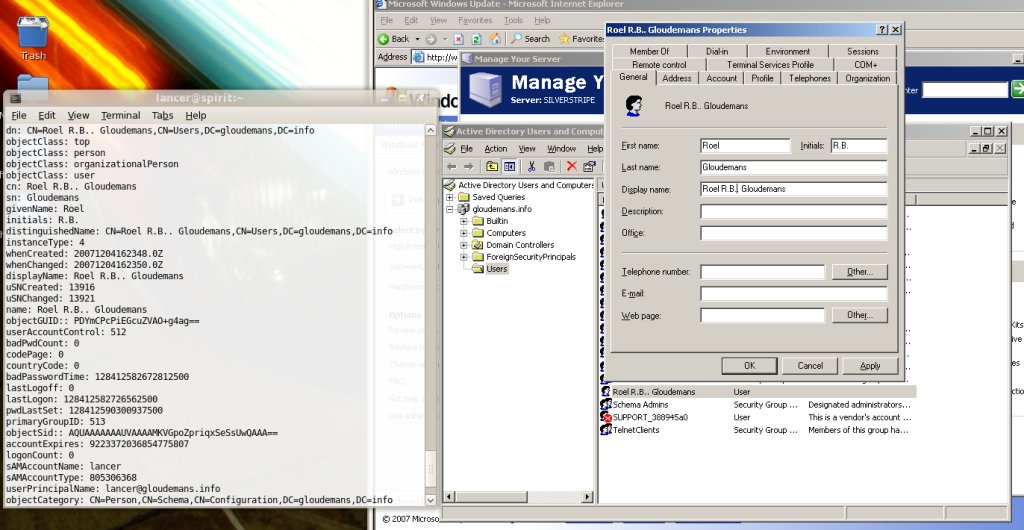 Trash
lancer@spirit:~
File Edit View Terminal Tabs Help
dn: CN=Roel R.B.. Gloudemans,CN=Users,DC=gloudemans,DC=info
objectClass: top
objectClass: person
objectClass: organizationalPerson
objectClass: user
cn: Roel R.B.. Gloudemans
sn: Gloudemans
givenName: Roel
initials: R.B.
distinguishedName: CN=Roel R.B.. Gloudemans,CN=Users,DC=gloudemans,DC=info
instanceType: 4
whenCreated: 20071204162348.0Z
whenChanged: 20071204162350.0Z
displayName: Roel R.B.. Gloudemans
uSNCreated: 13916
uSNChanged: 13921
name: Roel R.B.. Gloudemans
objectGUID:: PDYmCPcPiEGcuZVAO+g4ag==
userAccountControl: 512
badPwdCount: 0
codePage: 0
countryCode: 0
badPasswordTime: 128412582672812500
lastLogoff: 0
lastLogon: 128412582726562500
pwdLastSet: 128412590300937500
primaryGroupID: 513
objectSid:: AQUAAAAAAAUVAAAAMKVGpoZpriqxSeSsUwQAAA==
accountExpires: 9223372036854775807
logonCount: 0
sAMAccountName: lancer
sAMAccountType: 805306368
userPrincipalName: lancer@gloudemans.info
objectCategory: CN=Person,CN=Schema,CN=Configuration,DC=gloudemans,DC=info
Microsoft Windows Update - Microsoft Internet Explorer
File Edit View Favorites Tools Help
Back Search Favorites
Address http://w
Manage Your Server
Manage Yo
Server: SILVERSTRIPE
Active Directory Users and Computers
File Action View Window Help
Active Directory Users and Computers
Saved Queries
gloudemans.info
Builtin
Computers
Domain Controllers
ForeignSecurityPrincipals
Users
Roel R.B.. Gloudemans User
Schema Admins Security Group ... Designated administrators...
SUPPORT_388945a0 User This is a vendor's account ...
TelnetClients Security Group ... Members of this group ha...
Roel R.B.. Gloudemans Properties
Member Of Dial-in Environment Sessions
Remote control Terminal Services Profile COM+
General Address Account Profile Telephones Organization
Roel R.B.. Gloudemans
First name: Roel Initials: R.B.
Last name: Gloudemans
Display name: Roel R.B. Gloudemans
Description:
Office:
Telephone number: Other...
E-mail
Web page: Other...
OK Cancel Apply
© 2007 Microso